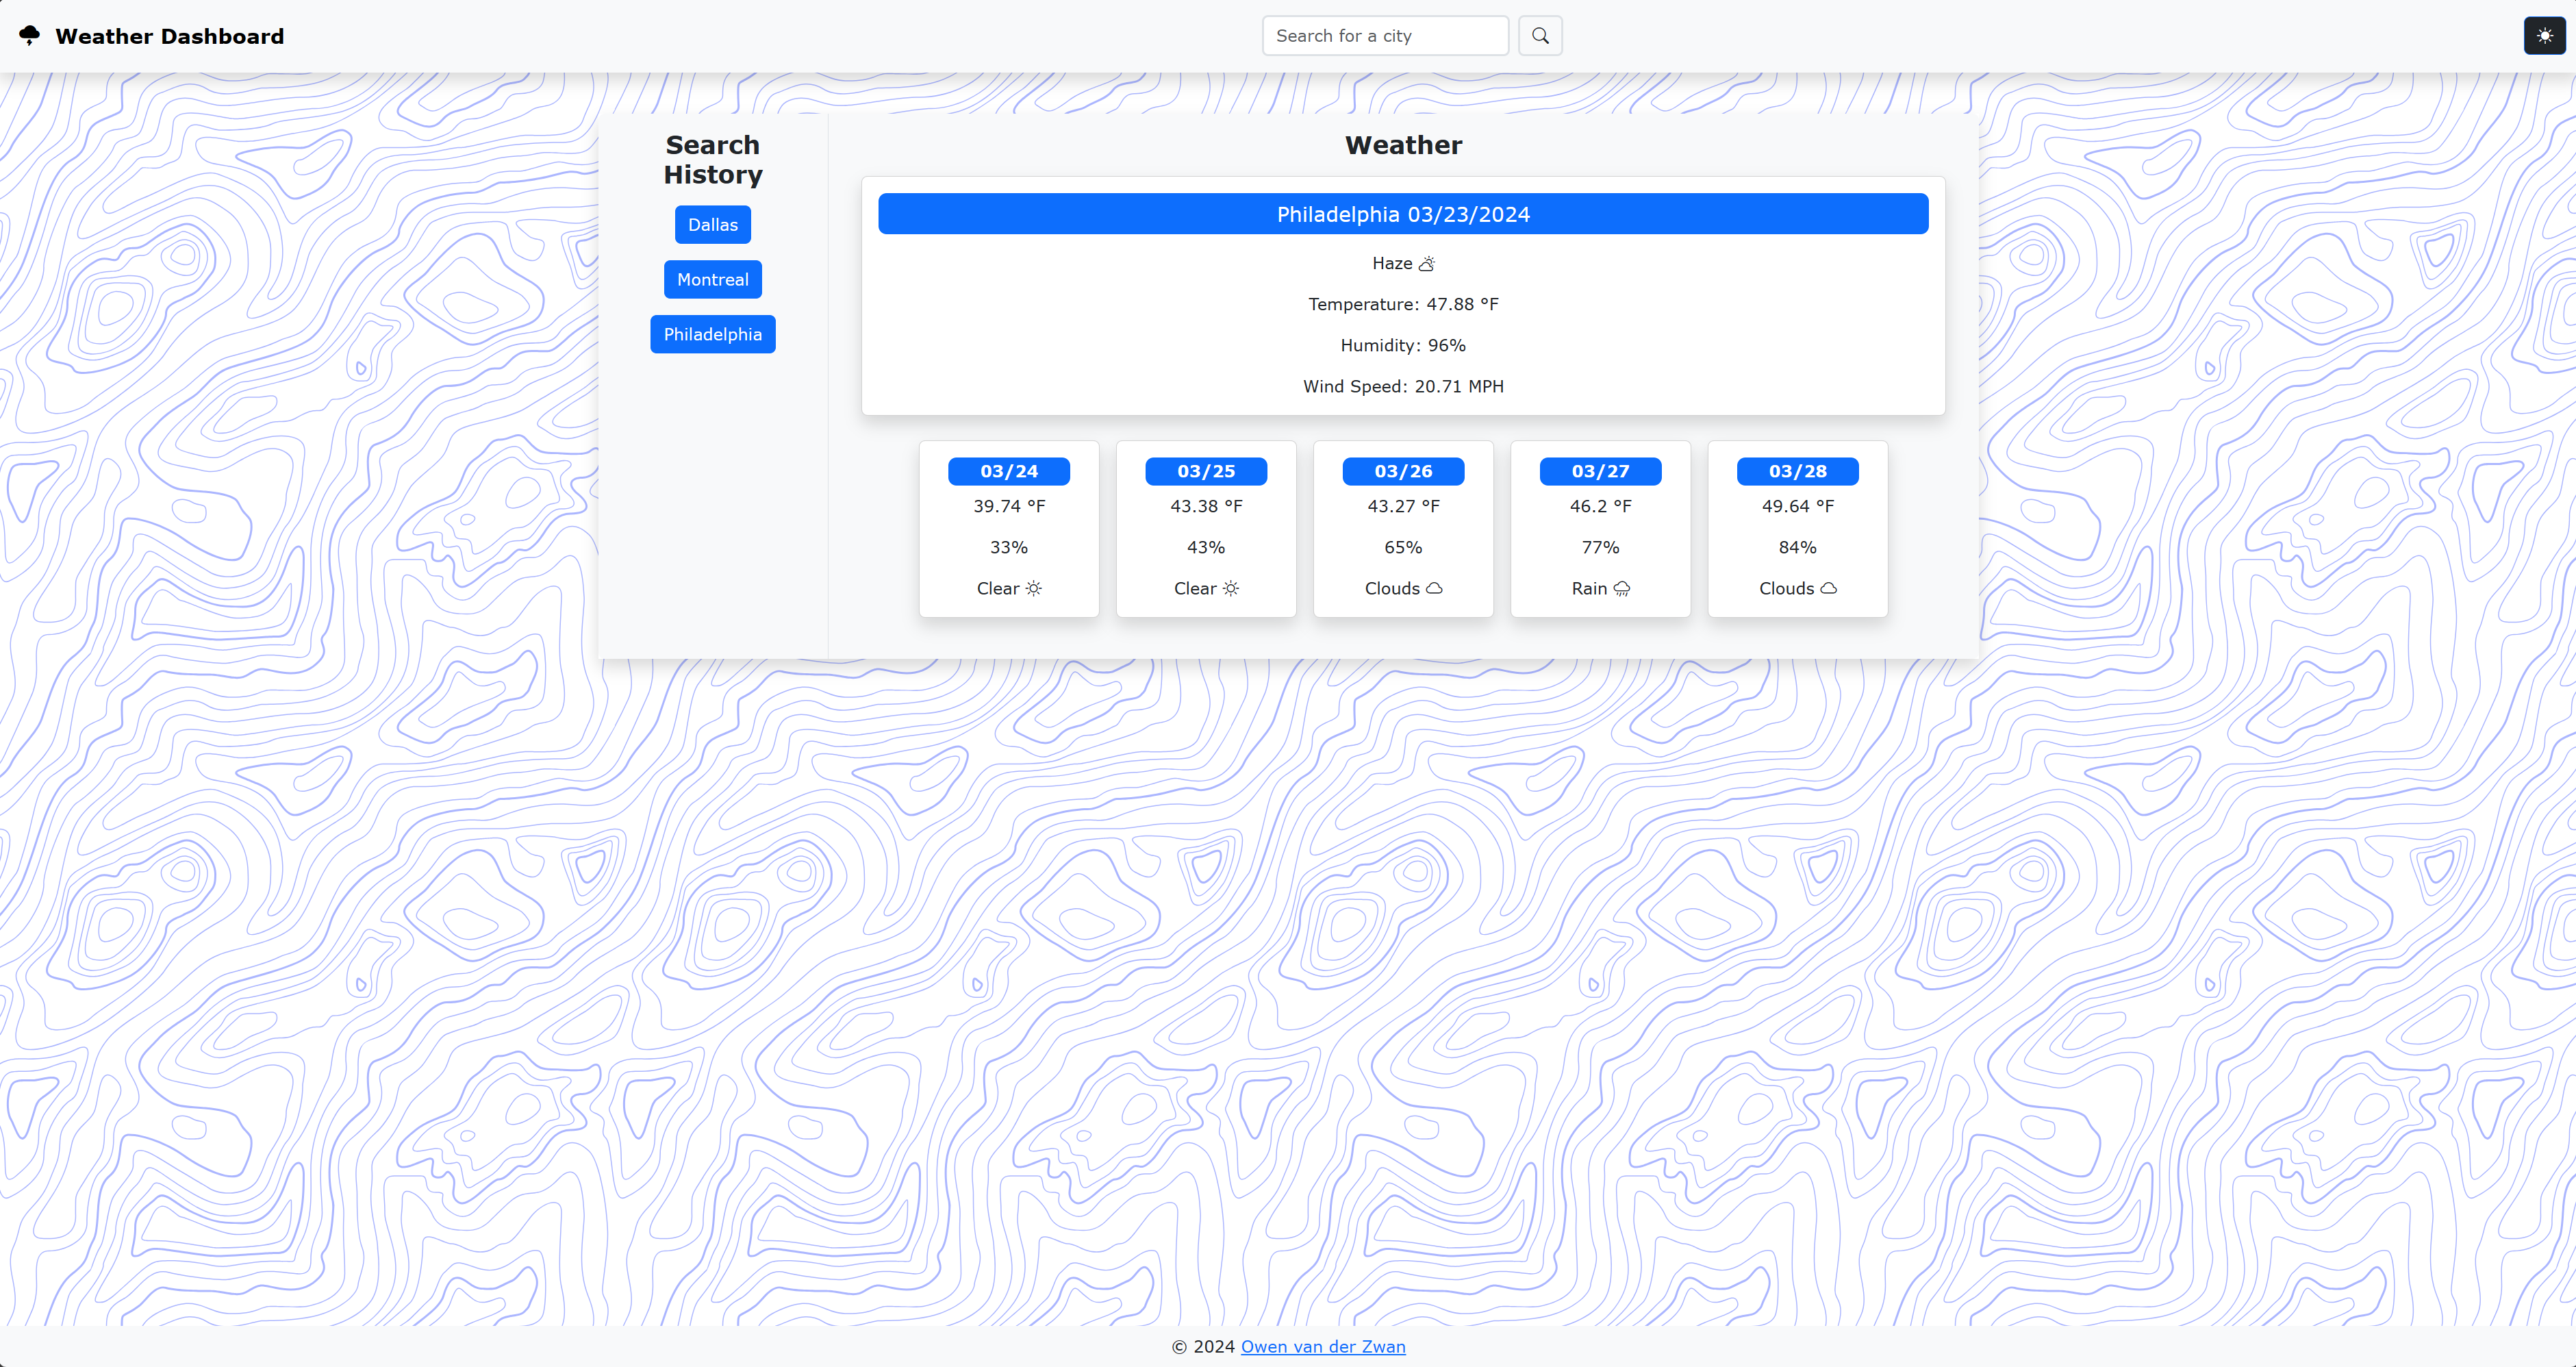 Weather Dashboard
Search for a city
Search
History
Dallas
Montreal
Philadelphia
Weather
Philadelphia 03/23/2024
Haze
Temperature: 47.88 °F
Humidity: 96%
Wind Speed: 20.71 MPH
03/24
39.74 °F
33%
Clear
03/25
43.38 °F
43%
Clear
03/26
43.27 °F
65%
Clouds
03/27
46.2 °F
77%
Rain
03/28
49.64 °F
84%
Clouds
© 2024 Owen van der Zwan